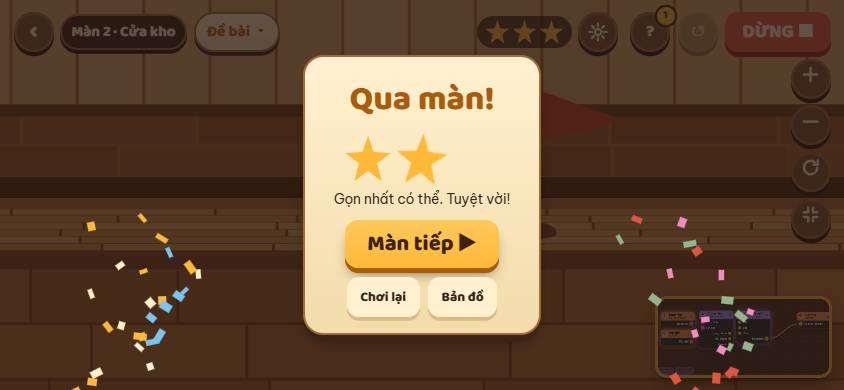 Màn 2 · Cửa kho
Đề bài
?
1
DỪNG
Qua màn!
Gọn nhất có thể. Tuyệt vời!
Màn tiếp
Chơi lại
Bản đồ